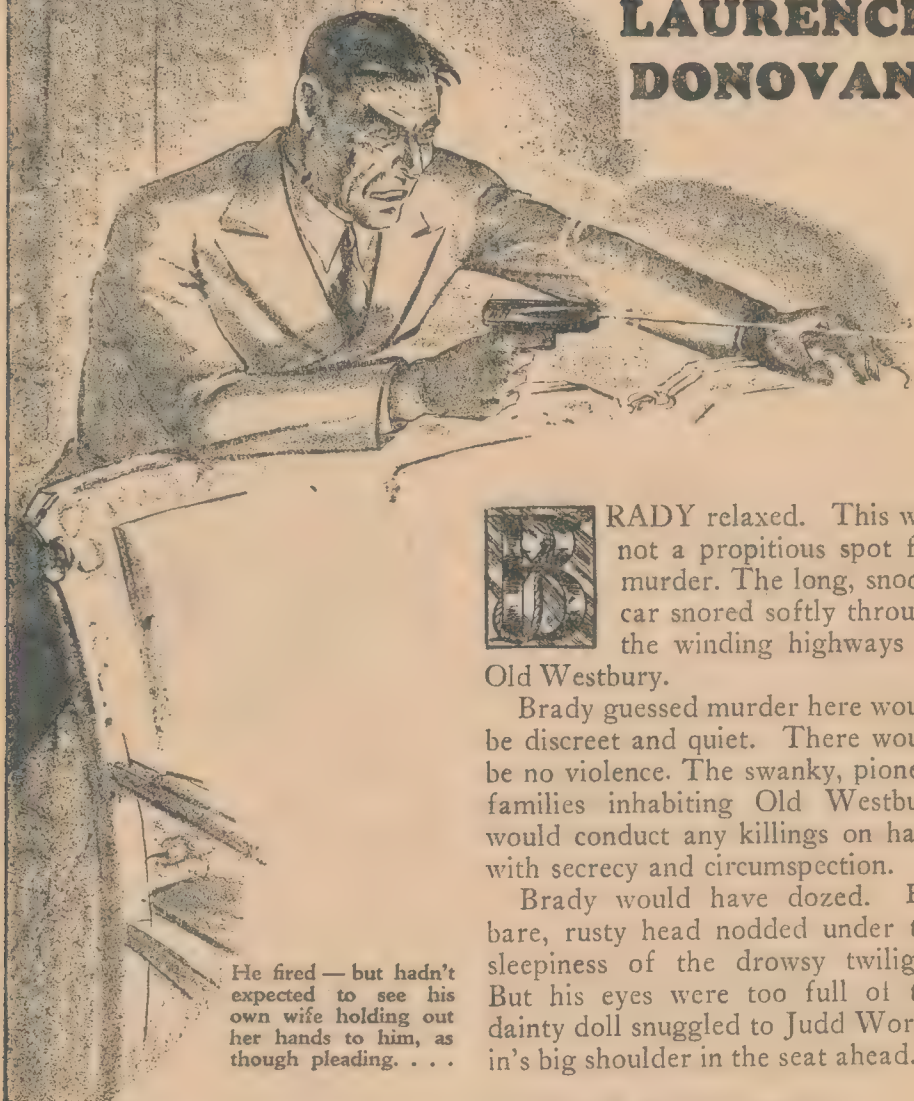 LAURENCE
DONOVAN
BRADY relaxed. This w
not a propitious spot f
murder. The long, snoo
car snored softly throu
the winding highways
Old Westbury.
Brady guessed murder here wou
be discreet and quiet. There wou
be no violence. The swanky, pione
families inhabiting Old Westbu
would conduct any killings on ha
with secrecy and circumspection.
Brady would have dozed. H
bare, rusty head nodded under t
sleepiness of the drowsy twilig
But his eyes were too full of t
dainty doll snuggled to Judd Wor
in's big shoulder in the seat ahead.
He fired — but hadn't
expected to see his
own wife holding out
her hands to him, as
though pleading. . . .